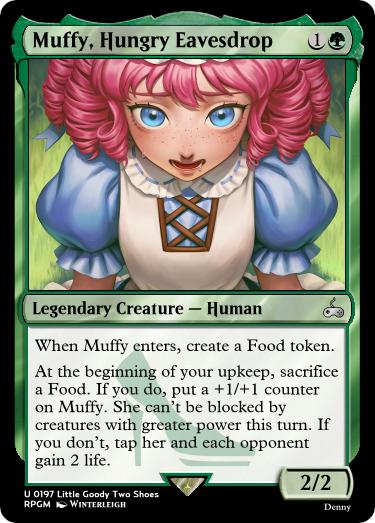 Muffy, Hungry Eavesdrop 1
Legendary Creature — Human
When Muffy enters, create a Food token.
At the beginning of your upkeep, sacrifice
a Food. If you do, put a +1/+1 counter
on Muffy. She can't be blocked by
creatures with greater power this turn. If
you don't, tap her and each opponent
gain 2 life.
2/2
U 0197 Little Goody Two Shoes
RPGM Winterleigh
Denny